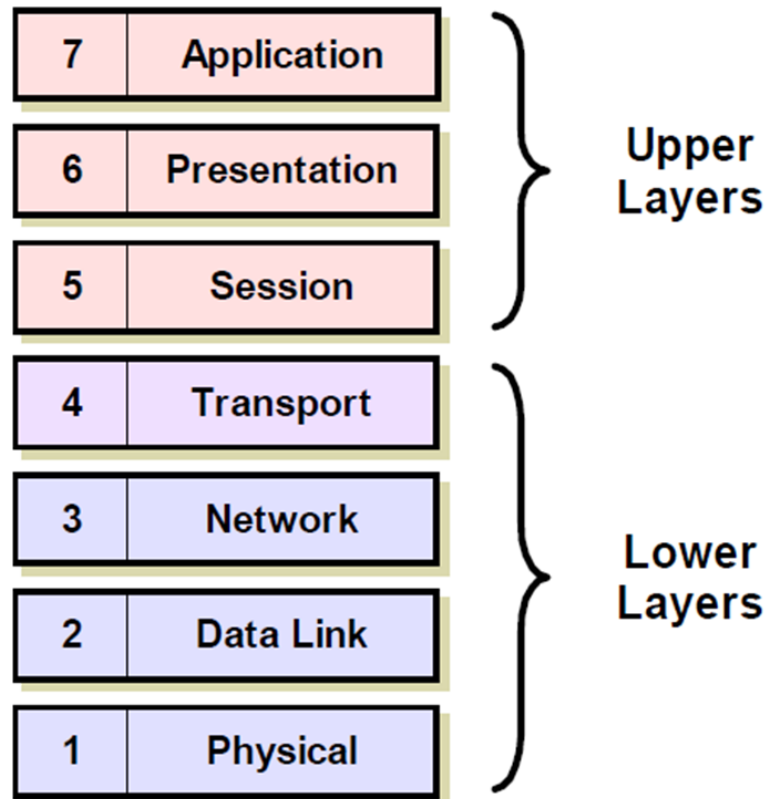 7 Application
6 Presentation
5 Session
Upper
Layers
4 Transport
3 Network
2 Data Link
1 Physical
Lower
Layers